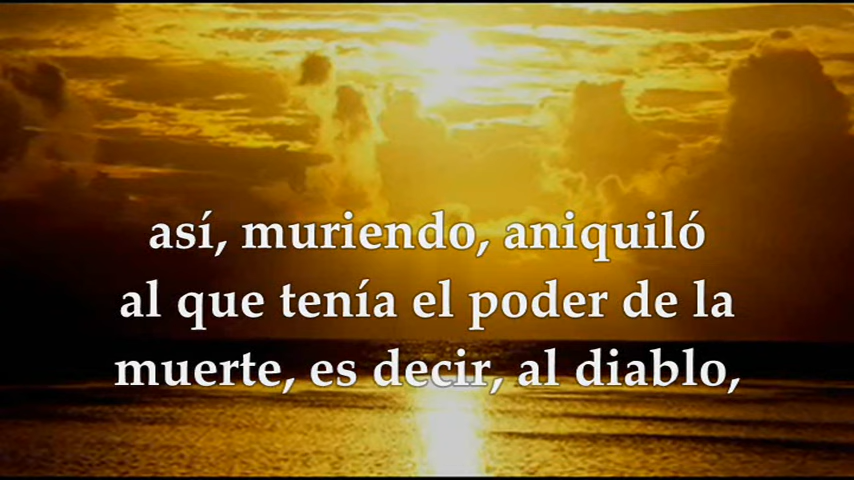 así, muriendo, aniquiló
al que tenía el poder de la
muerte, es decir, al diablo,